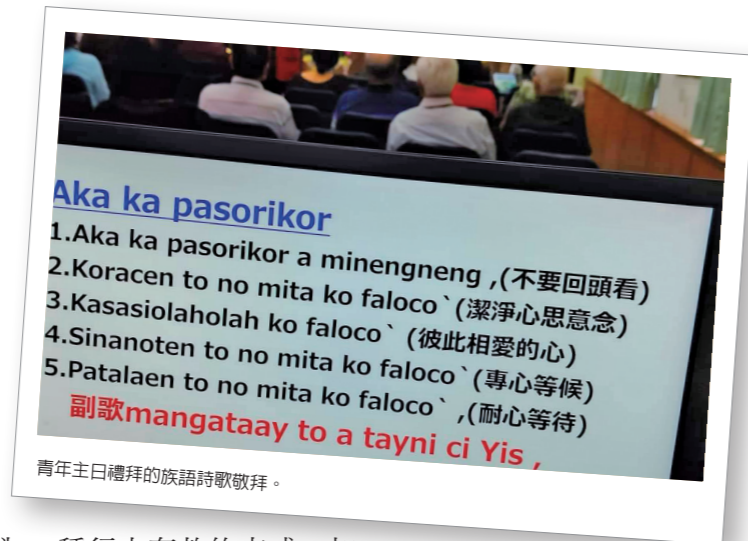 Aka ka pasorikor
1.Aka ka pasorikor a minengneng ,(不要回頭看)
2.Koracen to no mita ko faloco`(潔淨心思意念)
3.Kasasiolaholah ko faloco` (彼此相愛的心)
4.Sinanoten to no mita ko faloco`(專心等候)
5.Patalaen to no mita ko faloco` ,(耐心等待)
副歌mangataay to a tayni ci Yis ,
青年主日禮拜的族語詩歌敬拜。